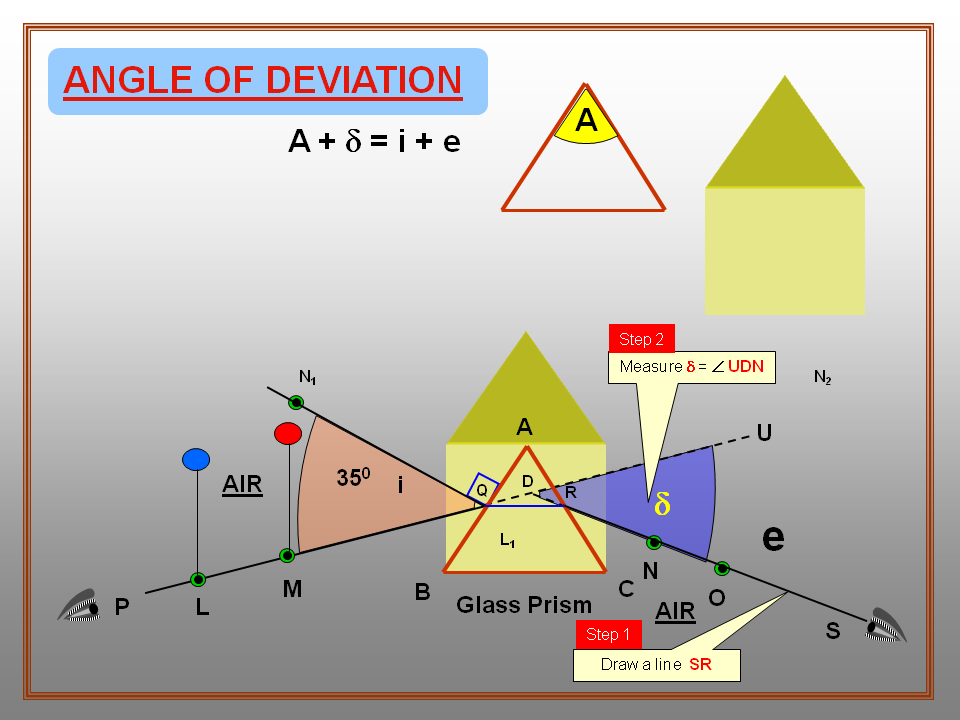 ANGLE OF DEVIATION
A + δ = i + e
A
Step 2
Measure δ = ∠ UDN
N₁
N₂
A
U
35⁰
i
AIR
Q
D
R
δ
e
L₁
P
L
M
B
Glass Prism
C
N
O
AIR
S
Step 1
Draw a line SR